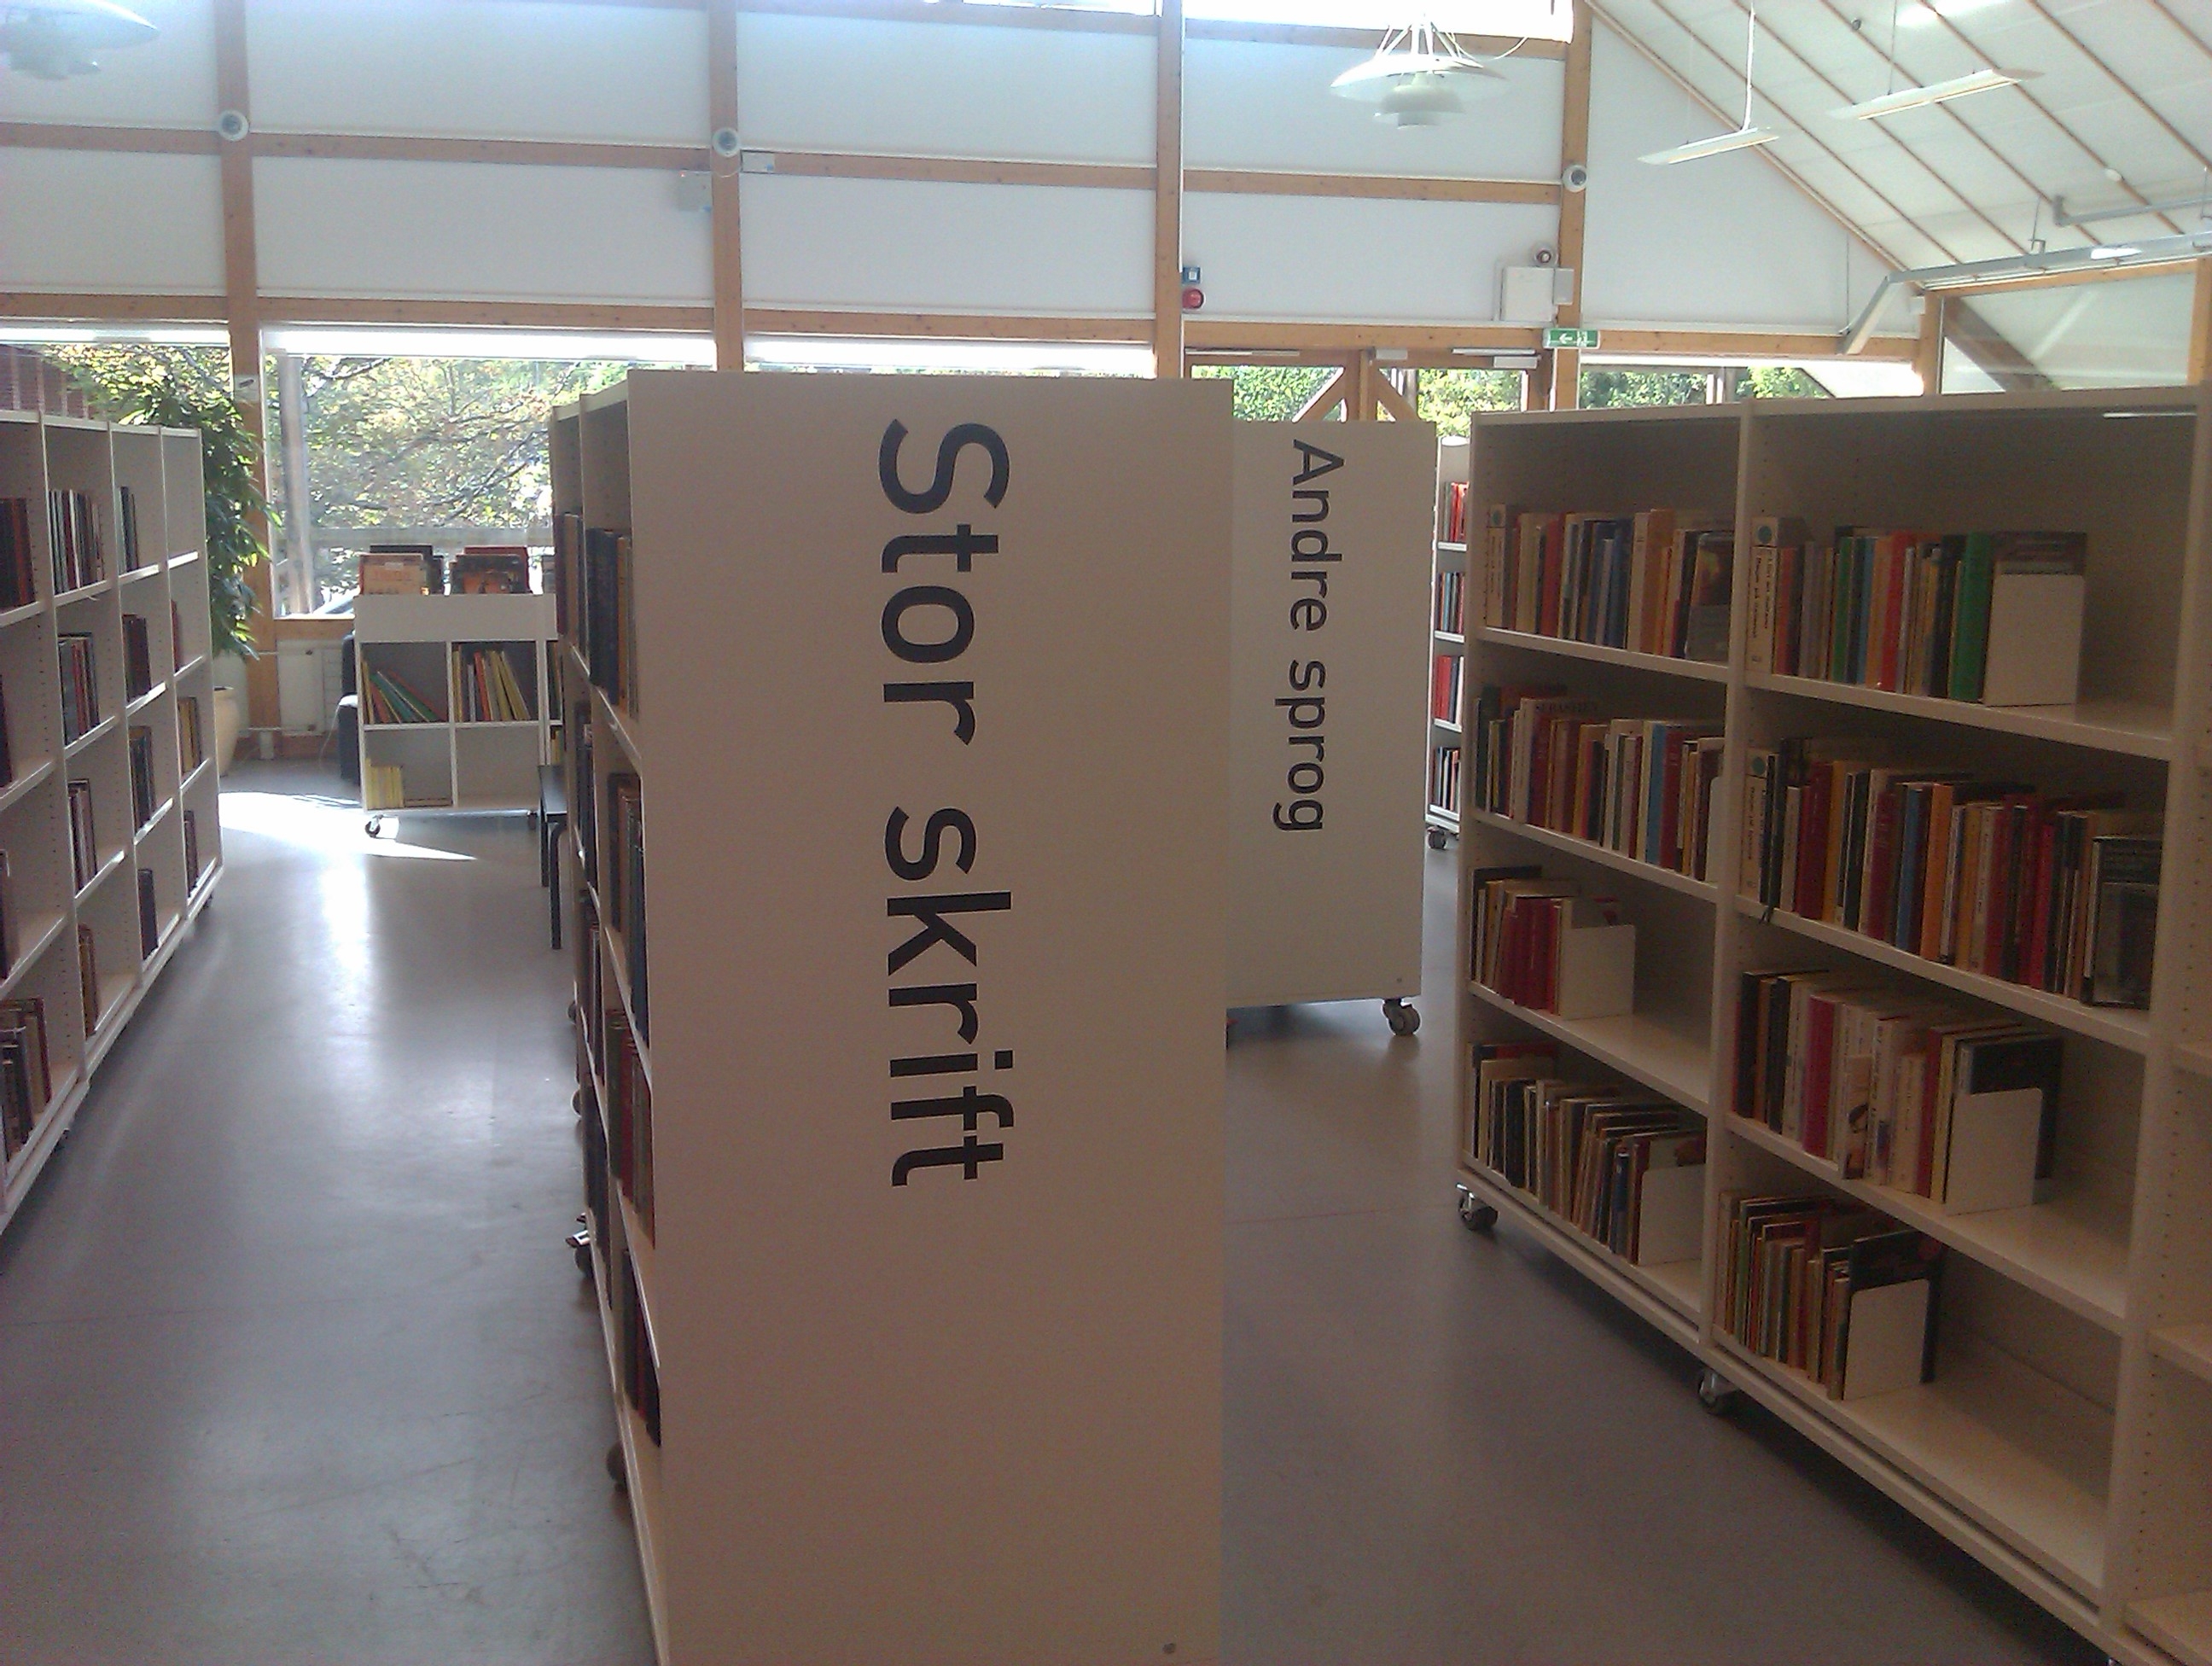 Stor skrift
Andre sprog